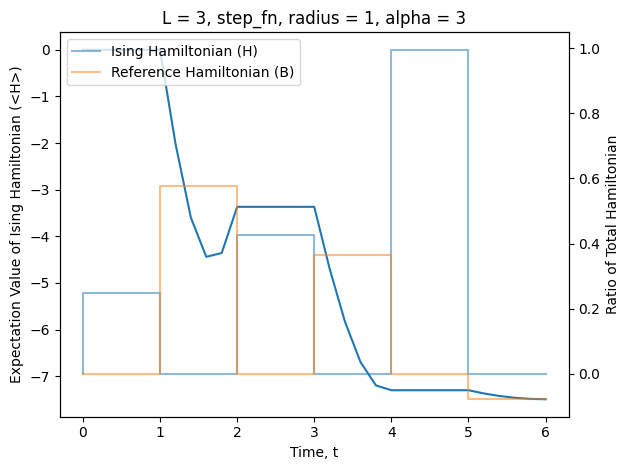 L = 3, step_fn, radius = 1, alpha = 3
Ising Hamiltonian (H)
Reference Hamiltonian (B)
Expectation Value of Ising Hamiltonian (<H>)
0
−1
−2
−3
−4
−5
−6
−7
1.0
0.8
0.6
0.4
0.2
0.0
Ratio of Total Hamiltonian
0 1 2 3 4 5 6
Time, t